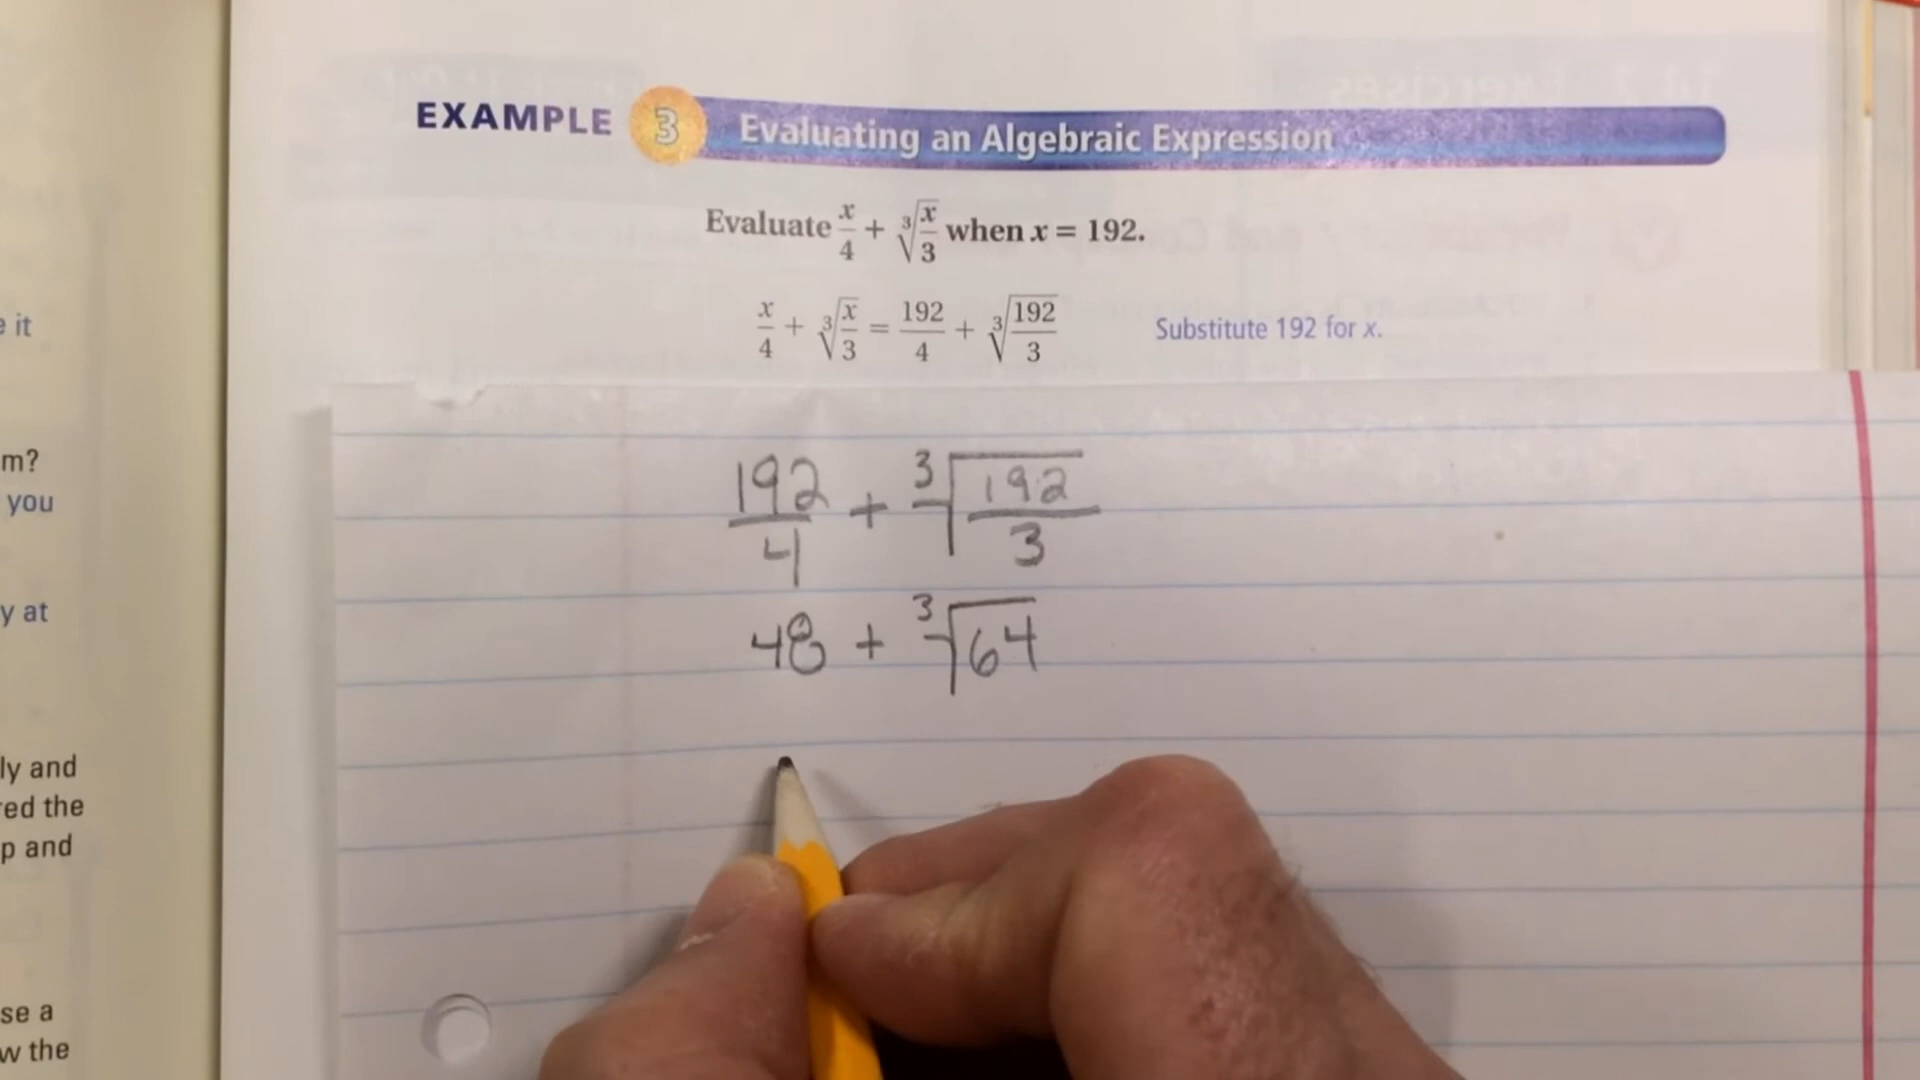 EXAMPLE 3 Evaluating an Algebraic Expression
Evaluate x/4 + ∛(x/3) when x = 192.
x/4 + ∛(x/3) = 192/4 + ∛(192/3) Substitute 192 for x.
192/4 + ∛(192/3)
48 + ∛64
it
m?
you
y at
ly and
ed the
p and
se a
w the